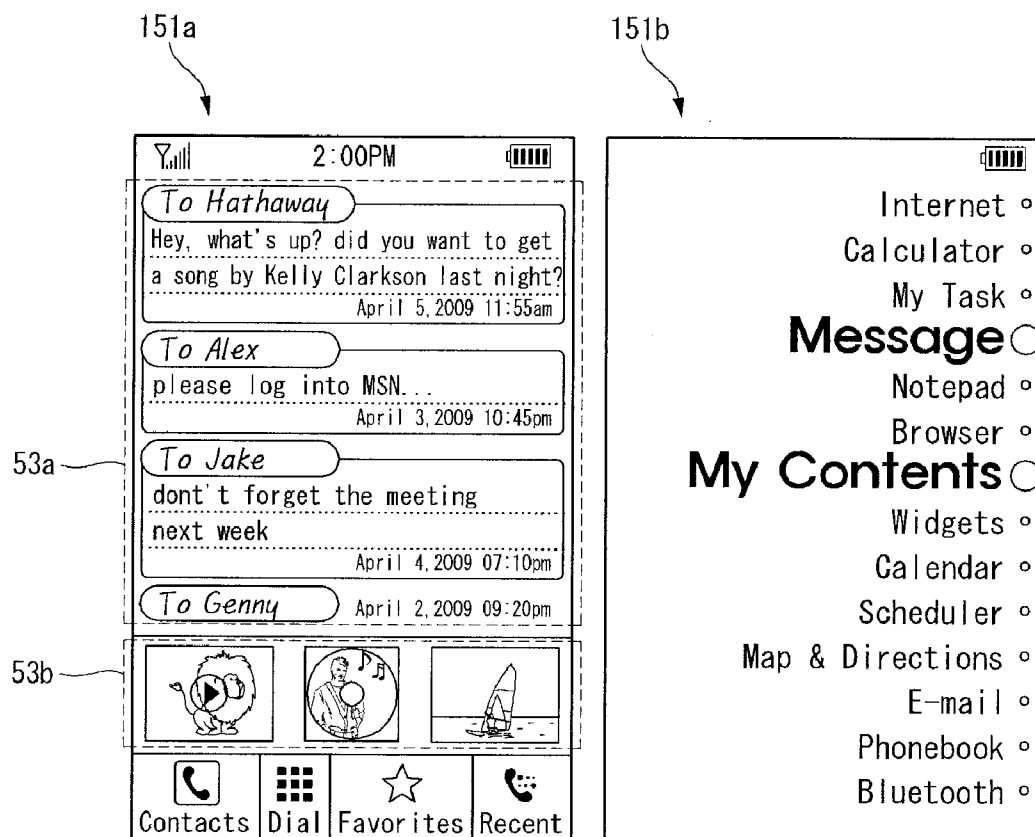 151a
151b
2:00PM
To Hathaway
Hey, what's up? did you want to get
a song by Kelly Clarkson last night?
April 5,2009 11:55am
To Alex
please log into MSN...
April 3,2009 10:45pm
53a
To Jake
dont't forget the meeting
next week
April 4,2009 07:10pm
To Genny April 2,2009 09:20pm
53b
Contacts Dial Favorites Recent
Internet
Calculator
My Task
Message
Notepad
Browser
My Contents
Widgets
Calendar
Scheduler
Map & Directions
E-mail
Phonebook
Bluetooth